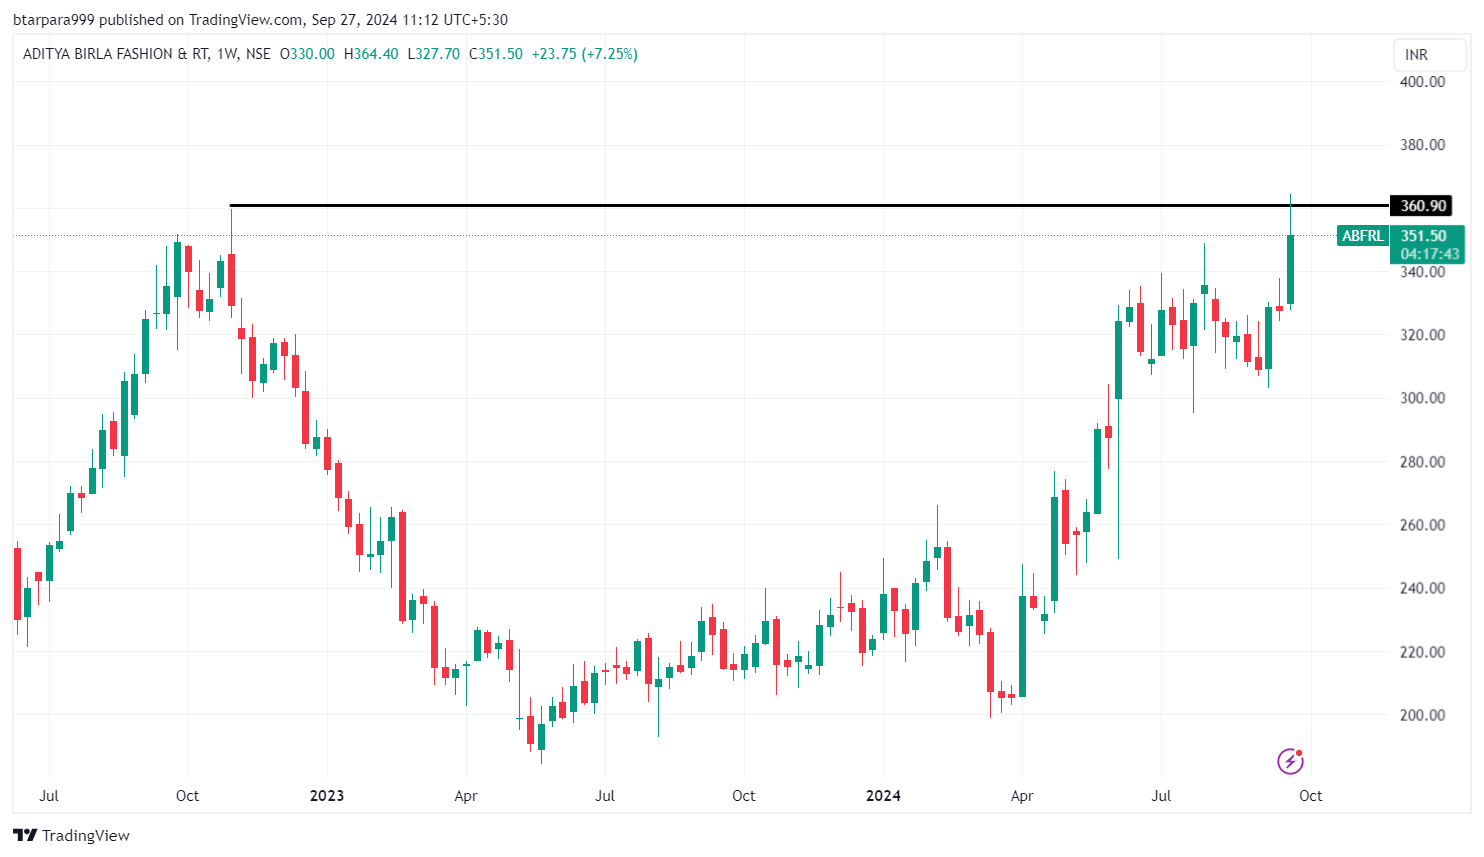 btarpara999 published on TradingView.com, Sep 27, 2024 11:12 UTC+5:30
ADITYA BIRLA FASHION & RT, 1W, NSE O330.00 H364.40 L327.70 C351.50 +23.75 (+7.25%)
INR
400.00
380.00
360.90
ABFRL 351.50
04:17:43
340.00
320.00
300.00
280.00
260.00
240.00
220.00
200.00
Jul Oct 2023 Apr Jul Oct 2024 Apr Jul Oct
TradingView